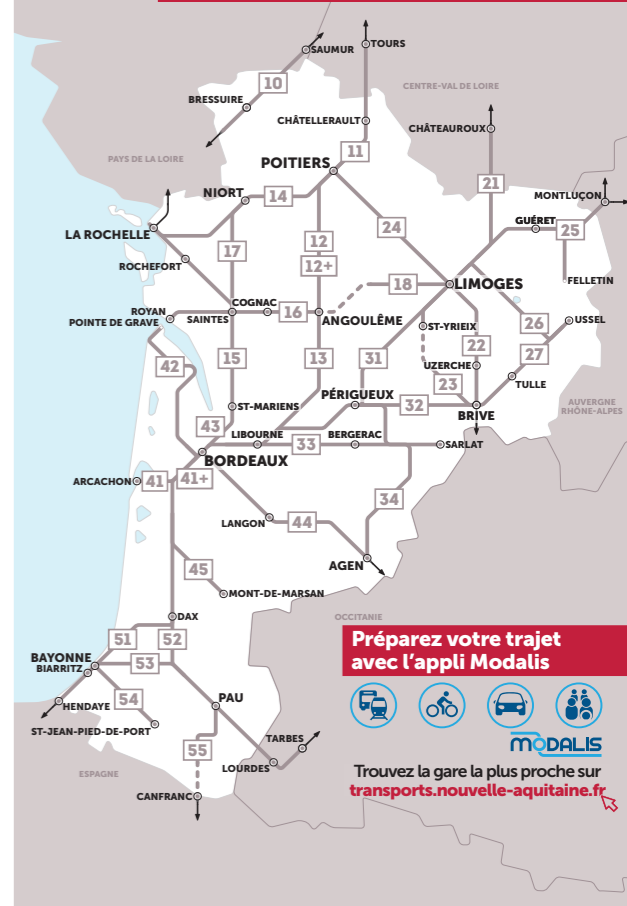 SAUMUR
TOURS
10
CENTRE-VAL DE LOIRE
BRESSUIRE
CHÂTELLERAULT
CHÂTEAUROUX
PAYS DE LA LOIRE
11
POITIERS
21
NIORT
14
MONTLUÇON
GUÉRET
25
LA ROCHELLE
17
12
24
12+
ROCHEFORT
18
LIMOGES
FELLETIN
ROYAN
POINTE DE GRAVE
SAINTES
COGNAC
16
ANGOULÊME
ST-YRIEIX
26
USSEL
42
15
13
31
22
27
UZERCHE
23
TULLE
ST-MARIENS
PÉRIGUEUX
32
BRIVE
AUVERGNE
RHÔNE-ALPES
43
LIBOURNE
33
BERGERAC
SARLAT
BORDEAUX
ARCACHON
41
41+
34
LANGON
44
AGEN
45
MONT-DE-MARSAN
DAX
OCCITANIE
51
52
BAYONNE
BIARRITZ
53
54
HENDAYE
ST-JEAN-PIED-DE-PORT
PAU
55
TARBES
LOURDES
ESPAGNE
CANFRANC
Préparez votre trajet
avec l'appli Modalis
MODALIS
Trouvez la gare la plus proche sur
transports.nouvelle-aquitaine.fr